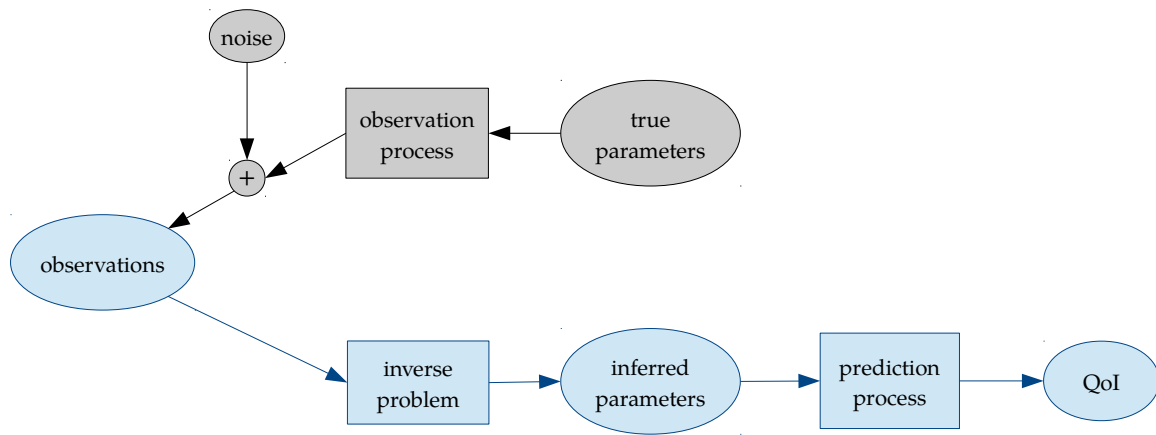 noise
observation
process
true
parameters
+
observations
inverse
problem
inferred
parameters
prediction
process
QoI